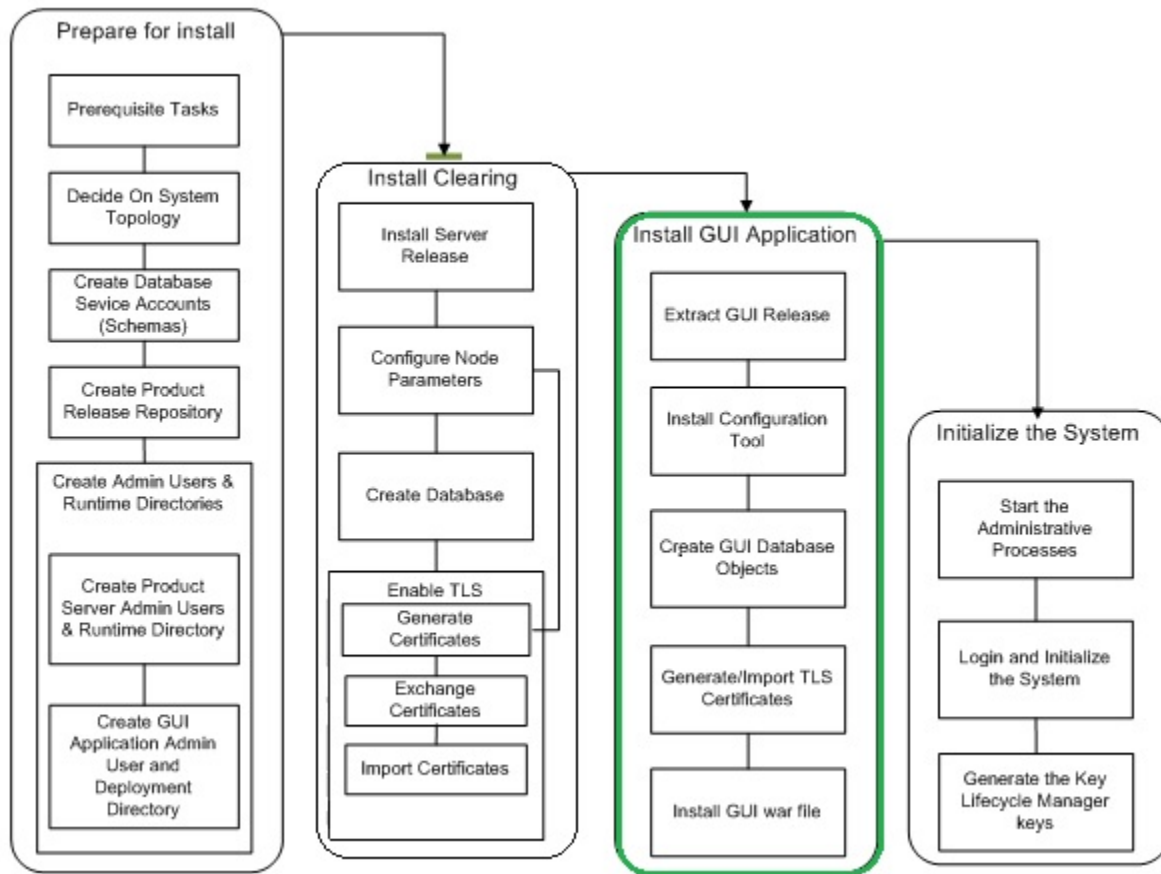 Prepare for install
Prerequisite Tasks
Decide On System
Topology
Create Database
Sevice Accounts
(Schemas)
Create Product
Release Repository
Create Admin Users &
Runtime Directories
Create Product
Server Admin Users
& Runtime Directory
Create GUI
Application Admin
User and
Deployment
Directory
Install Clearing
Install Server
Release
Configure Node
Parameters
Create Database
Enable TLS
Generate
Certificates
Exchange
Certificates
Import Certificates
Install GUI Application
Extract GUI Release
Install Configuration
Tool
Create GUI Database
Objects
Generate/Import TLS
Certificates
Install GUI war file
Initialize the System
Start the
Administrative
Processes
Login and Initialize
the System
Generate the Key
Lifecycle Manager
keys